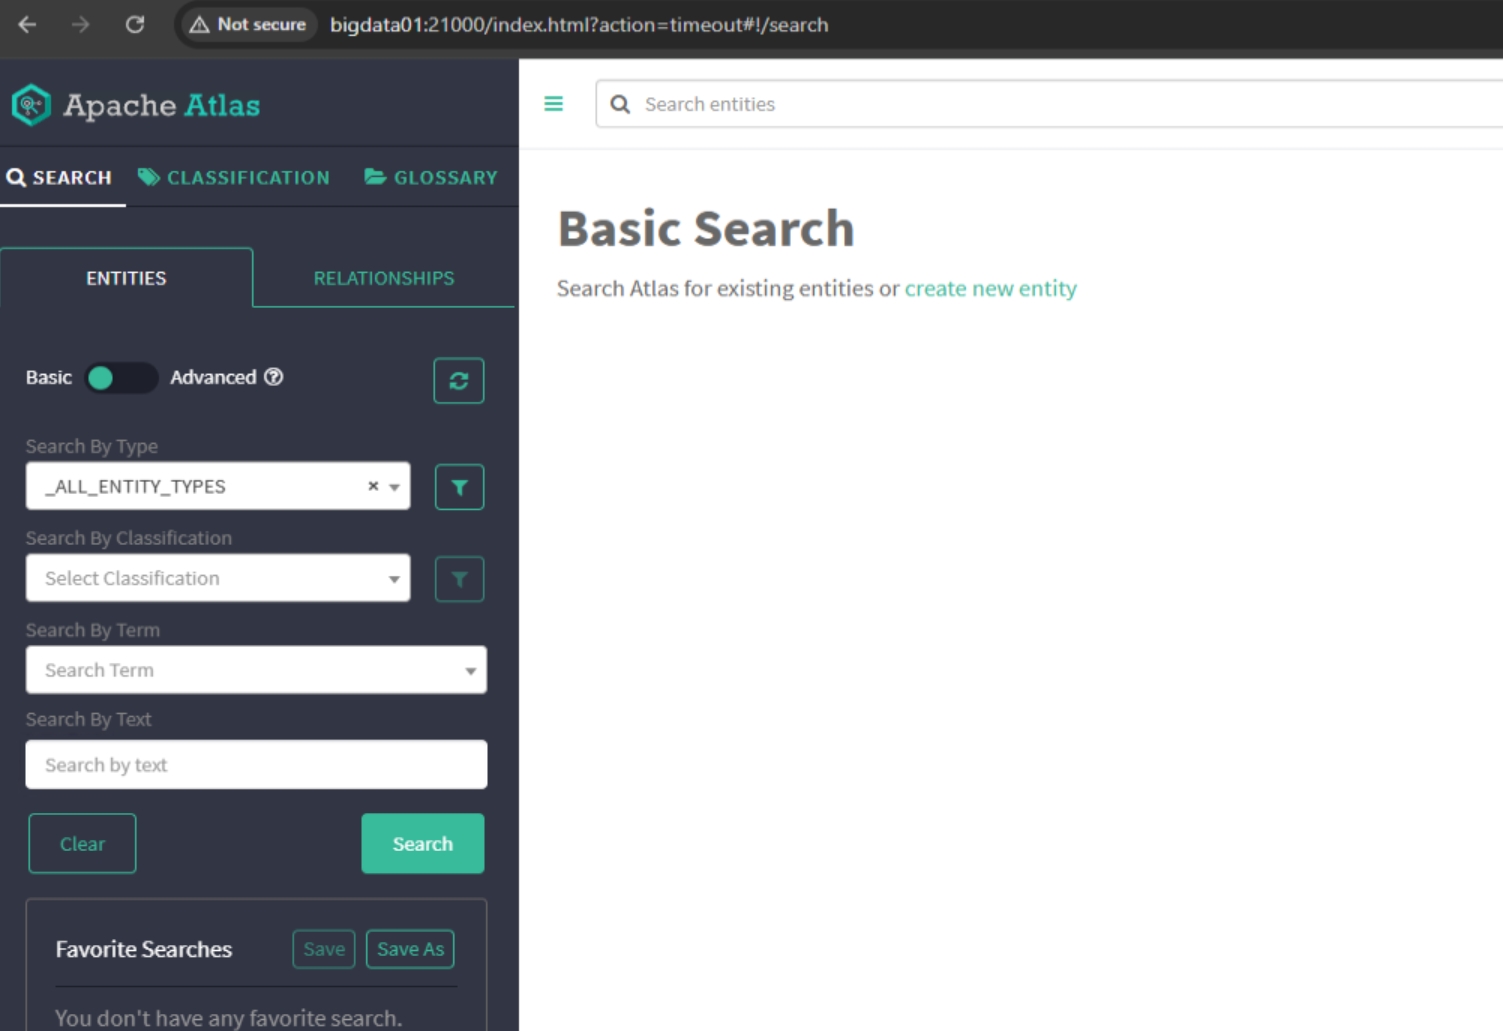 Not secure bigdata01:21000/index.html?action=timeout#!/search
Apache Atlas
Search entities
SEARCH CLASSIFICATION GLOSSARY
Basic Search
Search Atlas for existing entities or create new entity
ENTITIES RELATIONSHIPS
Basic Advanced
Search By Type
_ALL_ENTITY_TYPES
Search By Classification
Select Classification
Search By Term
Search Term
Search By Text
Search by text
Clear Search
Favorite Searches Save Save As
You don't have any favorite search.